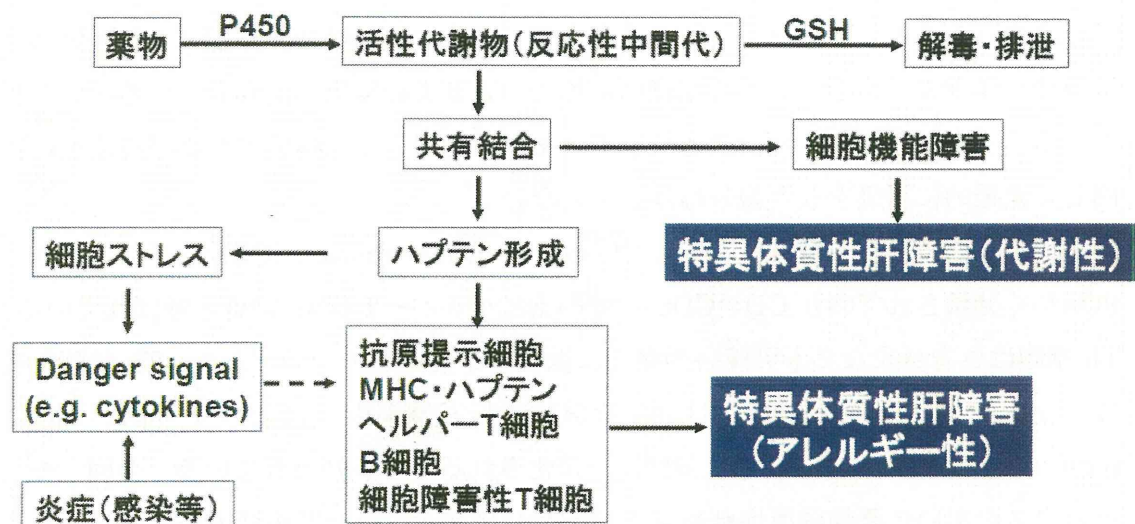 薬物
P450
活性代謝物(反応性中間代)
GSH
解毒・排泄
共有結合
細胞機能障害
特異体質性肝障害(代謝性)
細胞ストレス
ハプテン形成
Danger signal
(e.g. cytokines)
抗原提示細胞
MHC・ハプテン
ヘルパーT細胞
B細胞
細胞障害性T細胞
特異体質性肝障害
(アレルギー性)
炎症(感染等)